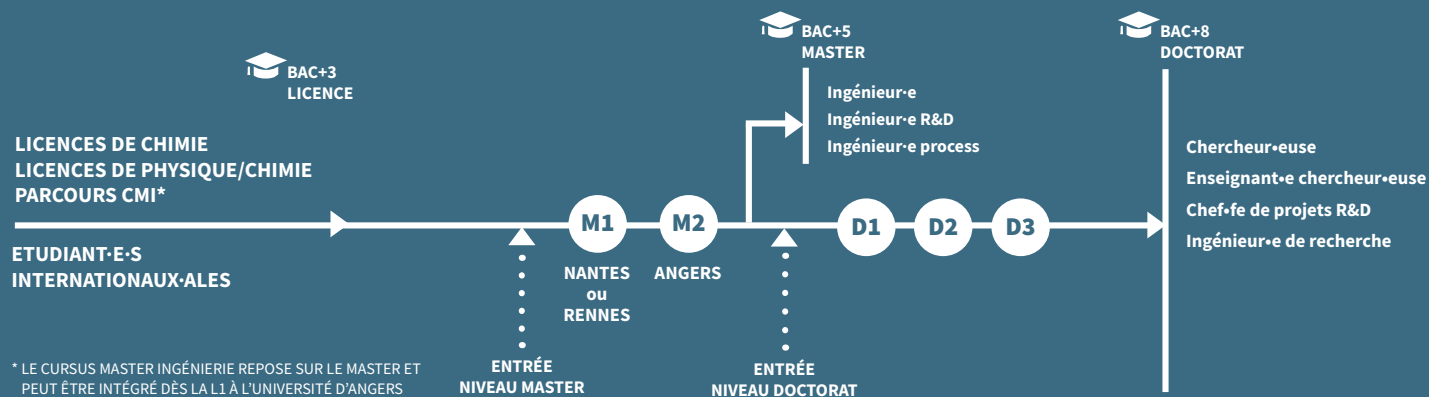 BAC+3
LICENCE
LICENCES DE CHIMIE
LICENCES DE PHYSIQUE/CHIMIE
PARCOURS CMI*
ETUDIANT·E·S
INTERNATIONAUX·ALES
* LE CURSUS MASTER INGÉNIERIE REPOSE SUR LE MASTER ET
PEUT ÊTRE INTÉGRÉ DÈS LA L1 À L'UNIVERSITÉ D'ANGERS
ENTRÉE
NIVEAU MASTER
M1
NANTES
ou
RENNES
M2
ANGERS
BAC+5
MASTER
Ingénieur·e
Ingénieur·e R&D
Ingénieur·e process
ENTRÉE
NIVEAU DOCTORAT
D1
D2
D3
BAC+8
DOCTORAT
Chercheur•euse
Enseignant•e chercheur•euse
Chef•fe de projets R&D
Ingénieur•e de recherche